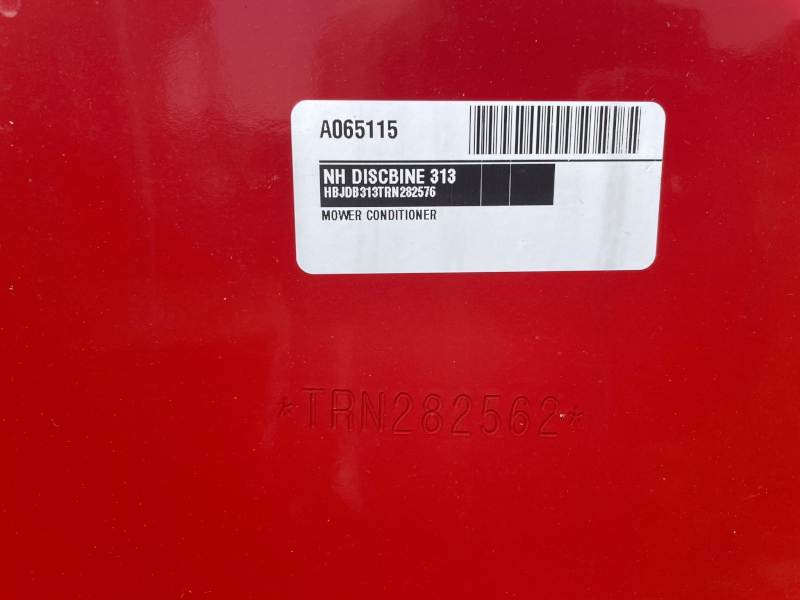 A065115
NH DISCBINE 313
HBJDB313TRN282576
MOWER CONDITIONER
*TRN282562*